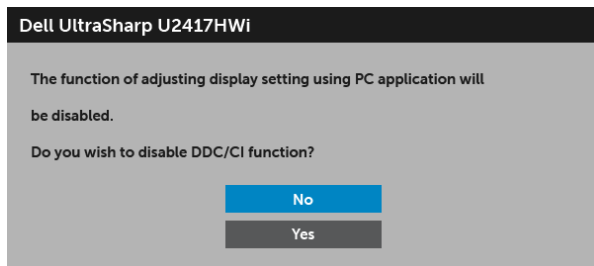 Dell UltraSharp U2417HWi
The function of adjusting display setting using PC application will
be disabled.
Do you wish to disable DDC/CI function?
No
Yes